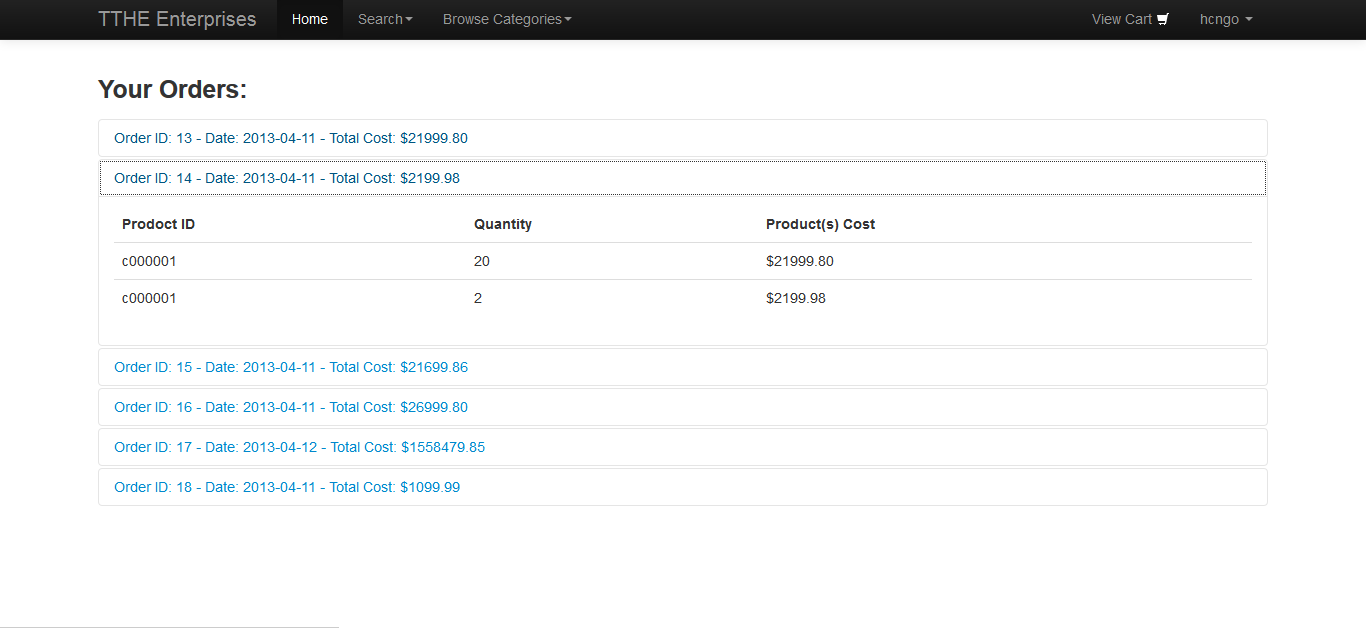 TTHE Enterprises Home Search Browse Categories View Cart hcngo
Your Orders:
Order ID: 13 - Date: 2013-04-11 - Total Cost: $21999.80
Order ID: 14 - Date: 2013-04-11 - Total Cost: $2199.98
Prodoct ID Quantity Product(s) Cost
c000001 20 $21999.80
c000001 2 $2199.98
Order ID: 15 - Date: 2013-04-11 - Total Cost: $21699.86
Order ID: 16 - Date: 2013-04-11 - Total Cost: $26999.80
Order ID: 17 - Date: 2013-04-12 - Total Cost: $1558479.85
Order ID: 18 - Date: 2013-04-11 - Total Cost: $1099.99